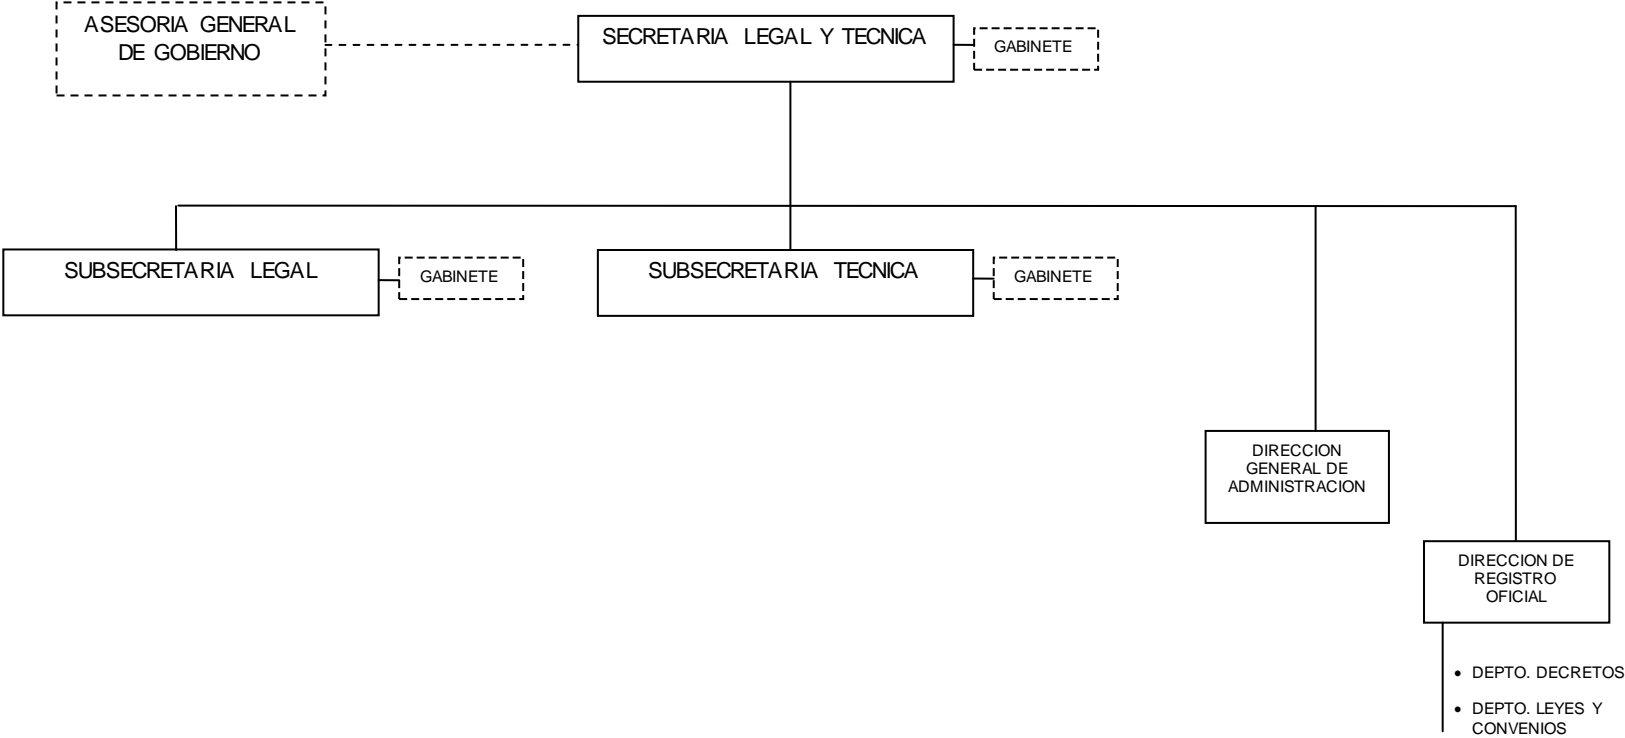 ASESORIA GENERAL
DE GOBIERNO
SECRETARIA LEGAL Y TECNICA
GABINETE
SUBSECRETARIA LEGAL
GABINETE
SUBSECRETARIA TECNICA
GABINETE
DIRECCION
GENERAL DE
ADMINISTRACION
DIRECCION DE
REGISTRO
OFICIAL
• DEPTO. DECRETOS
• DEPTO. LEYES Y
CONVENIOS